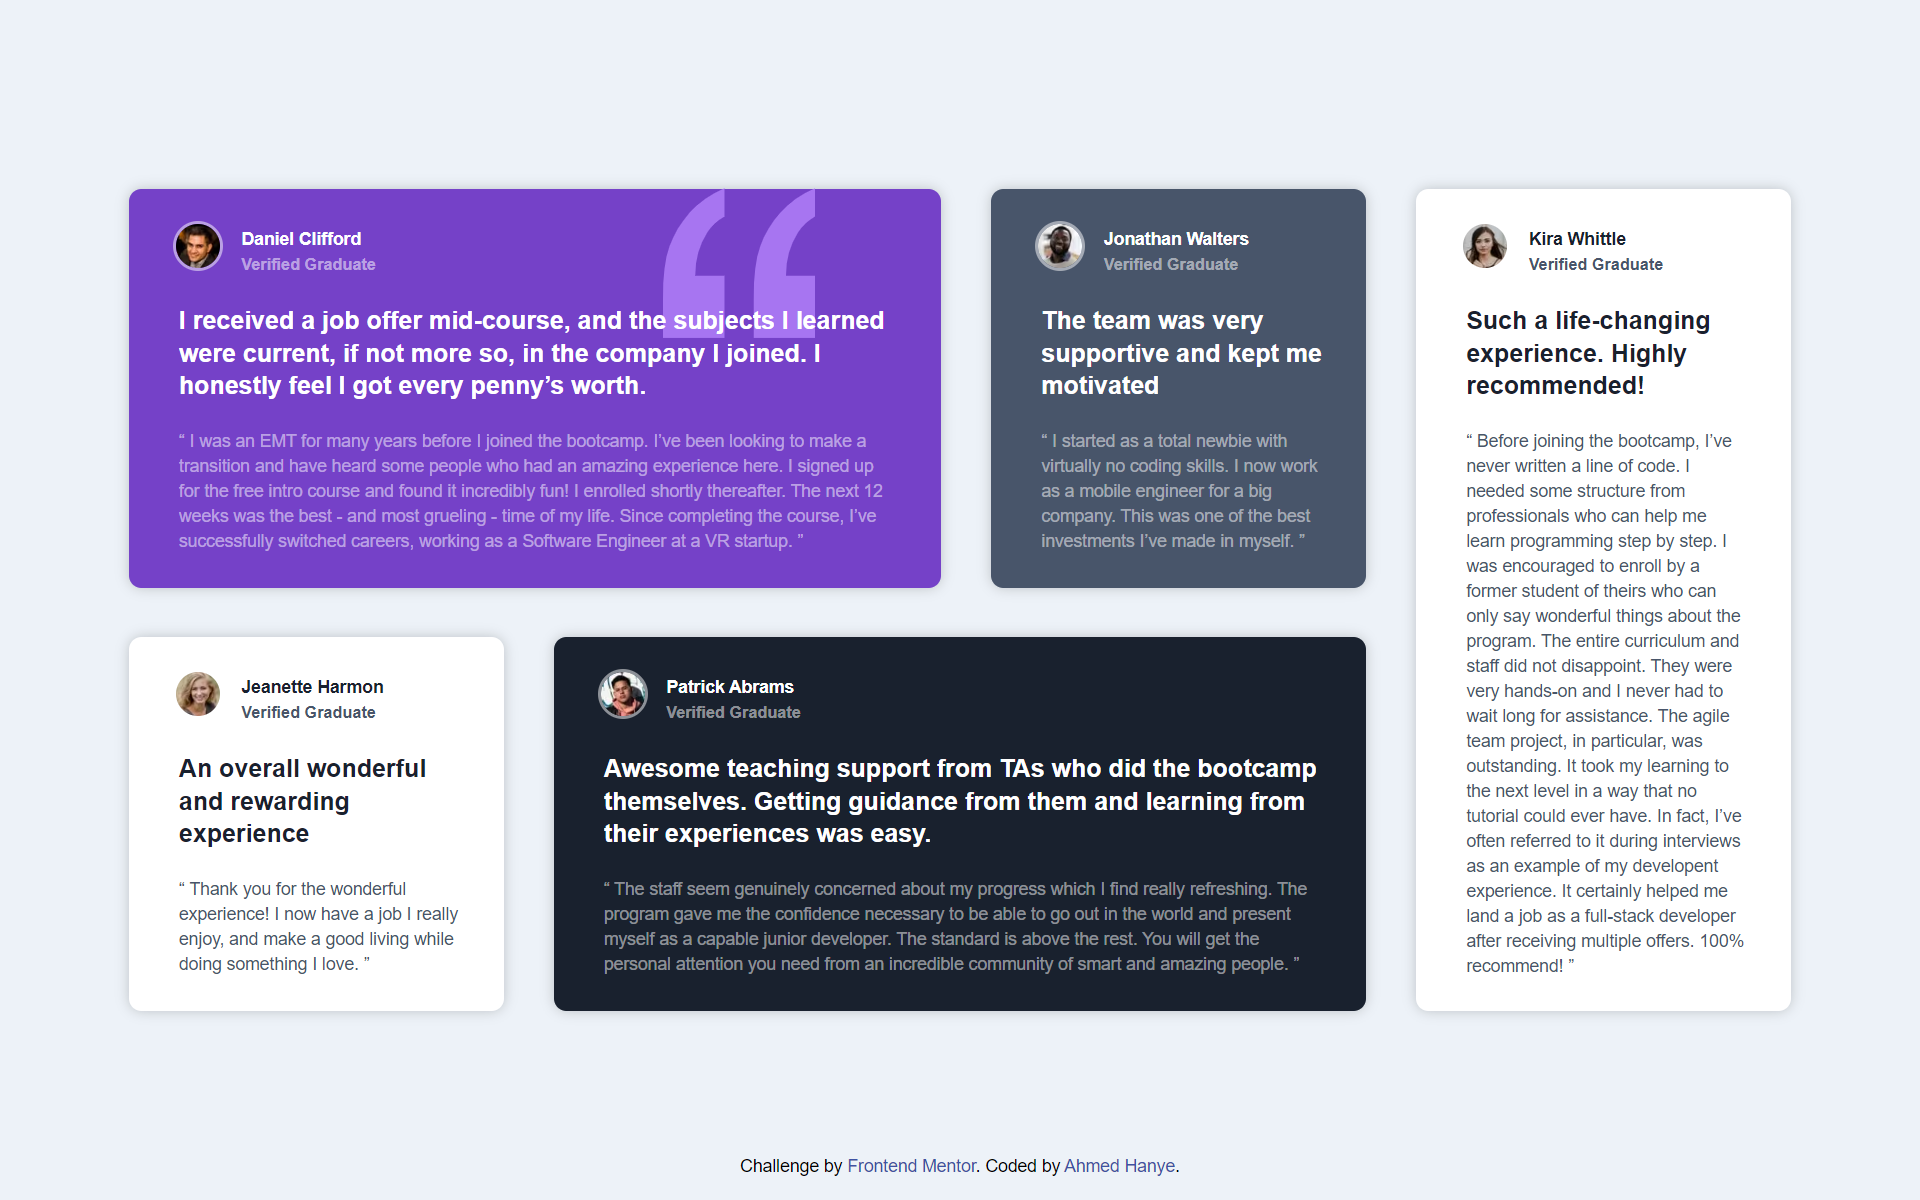 Daniel Clifford
Verified Graduate
I received a job offer mid-course, and the subjects I learned
were current, if not more so, in the company I joined. I
honestly feel I got every penny’s worth.
“ I was an EMT for many years before I joined the bootcamp. I’ve been looking to make a
transition and have heard some people who had an amazing experience here. I signed up
for the free intro course and found it incredibly fun! I enrolled shortly thereafter. The next 12
weeks was the best - and most grueling - time of my life. Since completing the course, I’ve
successfully switched careers, working as a Software Engineer at a VR startup. ”
Jonathan Walters
Verified Graduate
The team was very
supportive and kept me
motivated
“ I started as a total newbie with
virtually no coding skills. I now work
as a mobile engineer for a big
company. This was one of the best
investments I’ve made in myself. ”
Kira Whittle
Verified Graduate
Such a life-changing
experience. Highly
recommended!
“ Before joining the bootcamp, I’ve
never written a line of code. I
needed some structure from
professionals who can help me
learn programming step by step. I
was encouraged to enroll by a
former student of theirs who can
only say wonderful things about the
program. The entire curriculum and
staff did not disappoint. They were
very hands-on and I never had to
wait long for assistance. The agile
team project, in particular, was
outstanding. It took my learning to
the next level in a way that no
tutorial could ever have. In fact, I’ve
often referred to it during interviews
as an example of my developent
experience. It certainly helped me
land a job as a full-stack developer
after receiving multiple offers. 100%
recommend! ”
Jeanette Harmon
Verified Graduate
An overall wonderful
and rewarding
experience
“ Thank you for the wonderful
experience! I now have a job I really
enjoy, and make a good living while
doing something I love. ”
Patrick Abrams
Verified Graduate
Awesome teaching support from TAs who did the bootcamp
themselves. Getting guidance from them and learning from
their experiences was easy.
“ The staff seem genuinely concerned about my progress which I find really refreshing. The
program gave me the confidence necessary to be able to go out in the world and present
myself as a capable junior developer. The standard is above the rest. You will get the
personal attention you need from an incredible community of smart and amazing people. ”
Challenge by Frontend Mentor. Coded by Ahmed Hanye.